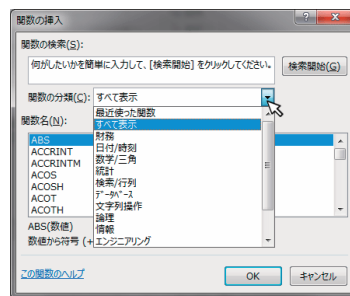 関数の挿入
関数の検索(S):
何がしたいかを簡単に入力して、[検索開始] をクリックしてください。
検索開始(G)
関数の分類(C): すべて表示
最近使った関数
すべて表示
財務
日付/時刻
数学/三角
統計
検索/行列
データベース
文字列操作
論理
情報
エンジニアリング
関数名(N):
ABS
ACCRINT
ACCRINTM
ACOS
ACOSH
ACOT
ACOTH
ABS(数値)
数値から符号 (+
この関数のヘルプ
OK
キャンセル